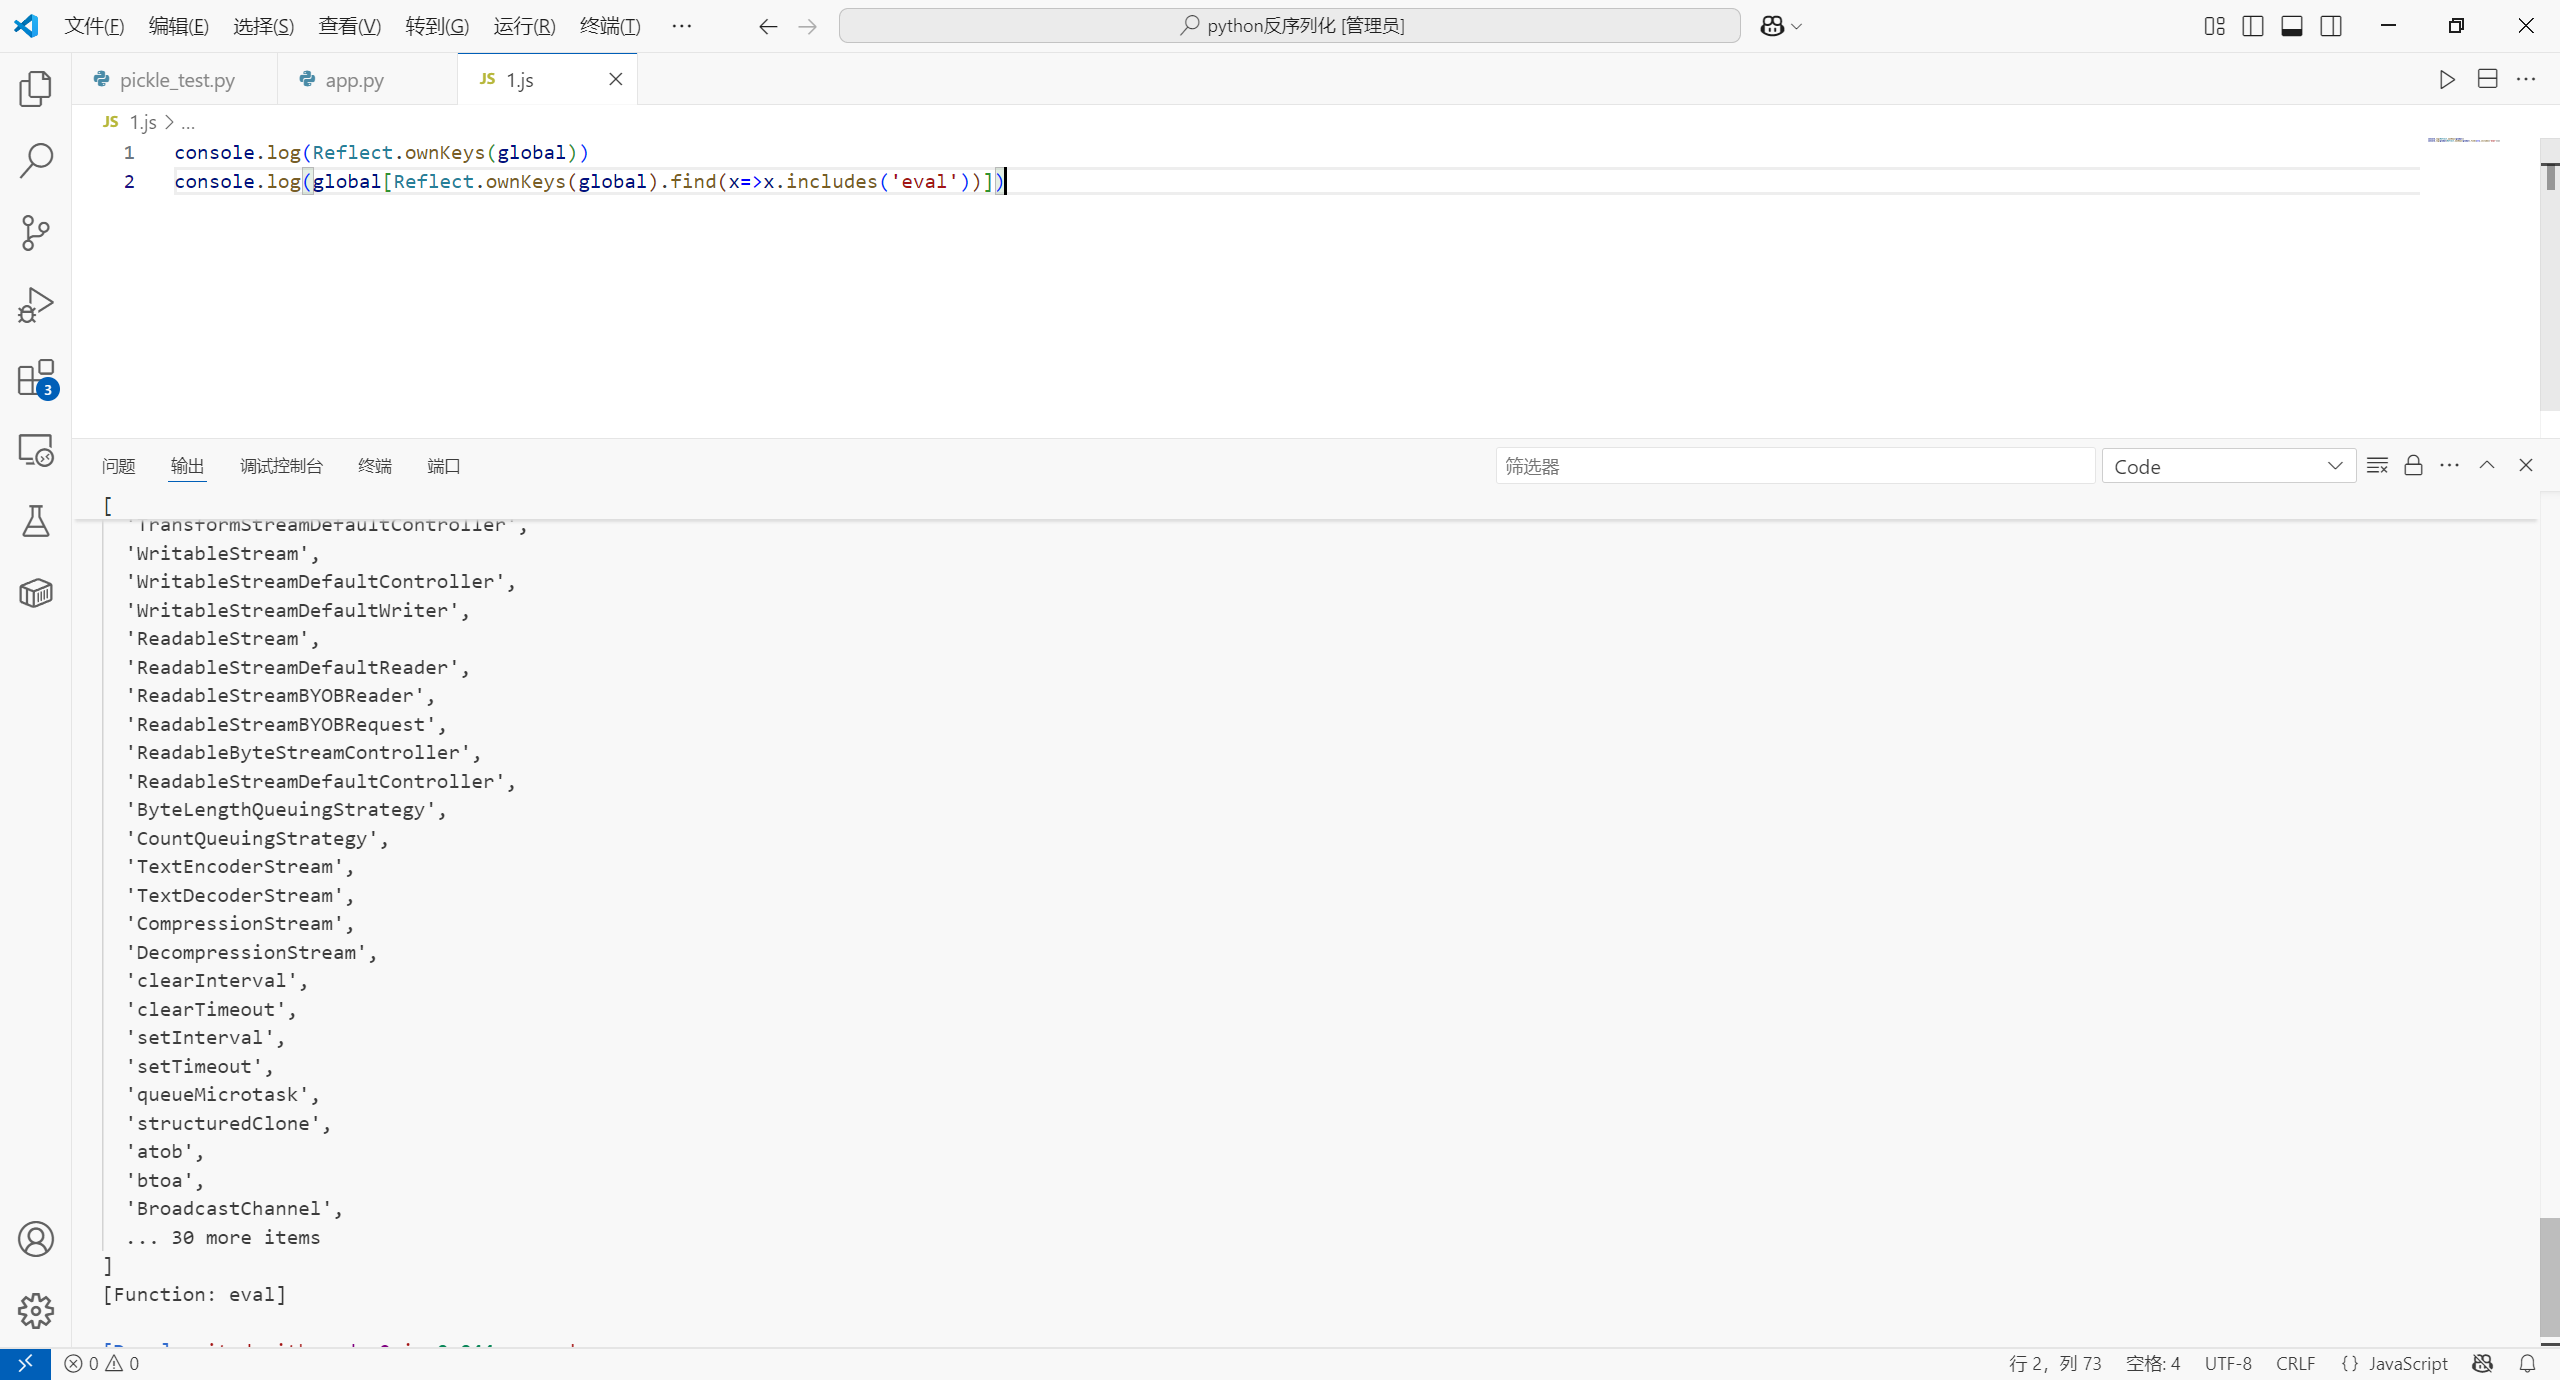 文件(F) 编辑(E) 选择(S) 查看(V) 转到(G) 运行(R) 终端(T) ··· python反序列化 [管理员]
pickle_test.py app.py JS 1.js
JS 1.js > ...
1 console.log(Reflect.ownKeys(global))
2 console.log(global[Reflect.ownKeys(global).find(x=>x.includes('eval'))])
3
问题 输出 调试控制台 终端 端口 筛选器 Code
[
'TransformStreamDefaultController',
'WritableStream',
'WritableStreamDefaultController',
'WritableStreamDefaultWriter',
'ReadableStream',
'ReadableStreamDefaultReader',
'ReadableStreamBYOBReader',
'ReadableStreamBYOBRequest',
'ReadableByteStreamController',
'ReadableStreamDefaultController',
'ByteLengthQueuingStrategy',
'CountQueuingStrategy',
'TextEncoderStream',
'TextDecoderStream',
'CompressionStream',
'DecompressionStream',
'clearInterval',
'clearTimeout',
'setInterval',
'setTimeout',
'queueMicrotask',
'structuredClone',
'atob',
'btoa',
'BroadcastChannel',
... 30 more items
]
[Function: eval]
0 0 行 2，列 73 空格: 4 UTF-8 CRLF {} JavaScript